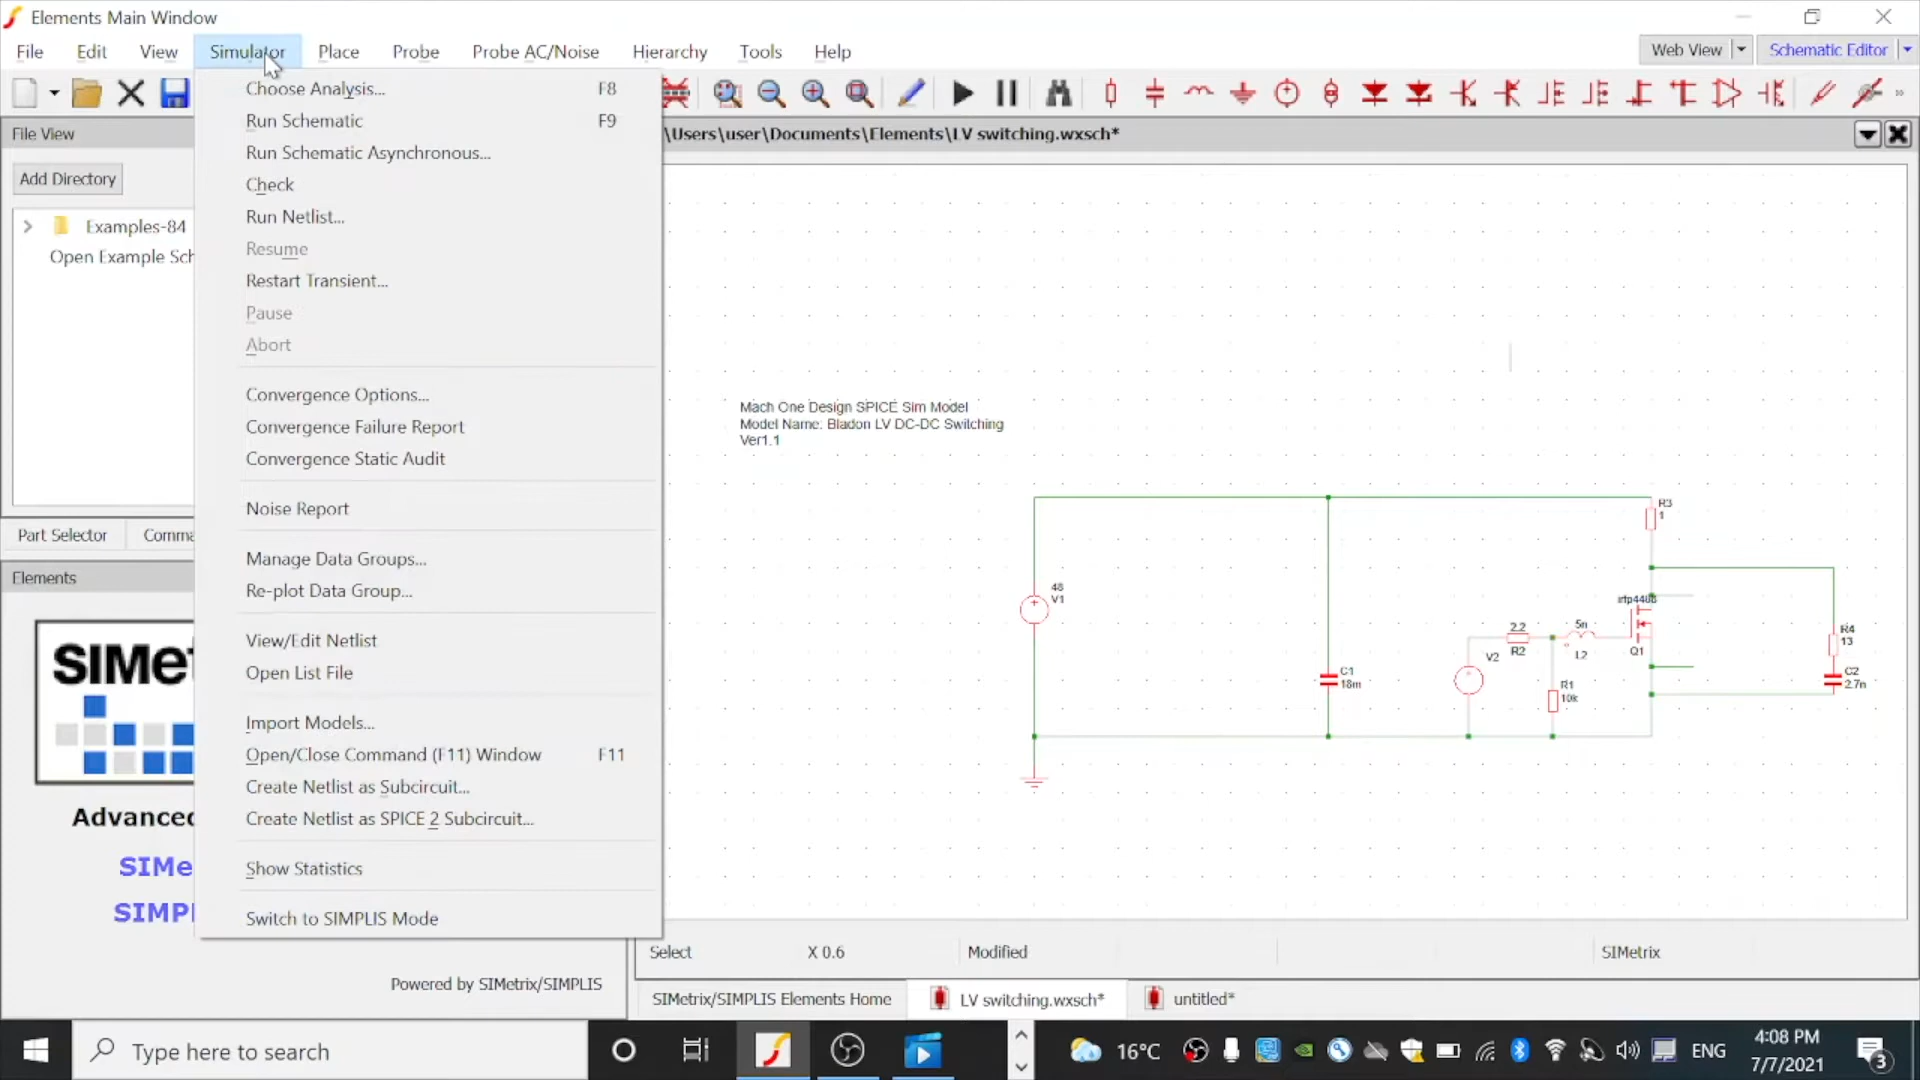 Elements Main Window
File Edit View Simulator Place Probe Probe AC/Noise Hierarchy Tools Help
Web View Schematic Editor
Choose Analysis... F8
Run Schematic F9
Run Schematic Asynchronous...
Check
Run Netlist...
Resume
Restart Transient...
Pause
Abort
Convergence Options...
Convergence Failure Report
Convergence Static Audit
Noise Report
Manage Data Groups...
Re-plot Data Group...
View/Edit Netlist
Open List File
Import Models...
Open/Close Command (F11) Window F11
Create Netlist as Subcircuit...
Create Netlist as SPICE 2 Subcircuit...
Show Statistics
Switch to SIMPLIS Mode
File View
Add Directory
Examples-84
Open Example Sch
Part Selector Comma
Elements
SIMet
Advanced
SIMe
SIMPL
Powered by SIMetrix/SIMPLIS
\Users\user\Documents\Elements\LV switching.wxsch*
Mach One Design SPICE Sim Model
Model Name: Bladon LV DC-DC Switching
Ver1.1
R3
1
48
V1
2.2
R2
5n
L2
V2
R1
10k
Q1
C1
18m
R4
13
C2
2.7n
Select X 0.6 Modified SIMetrix
SIMetrix/SIMPLIS Elements Home LV switching.wxsch* untitled*
Type here to search
16°C
ENG
4:08 PM
7/7/2021
3